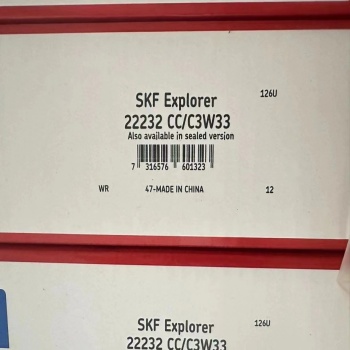 SKF Explorer
126U
22232 CC/C3W33
Also available in sealed version
7 316576 601323
WR 47-MADE IN CHINA 12
SKF Explorer
126U
22232 CC/C3W33